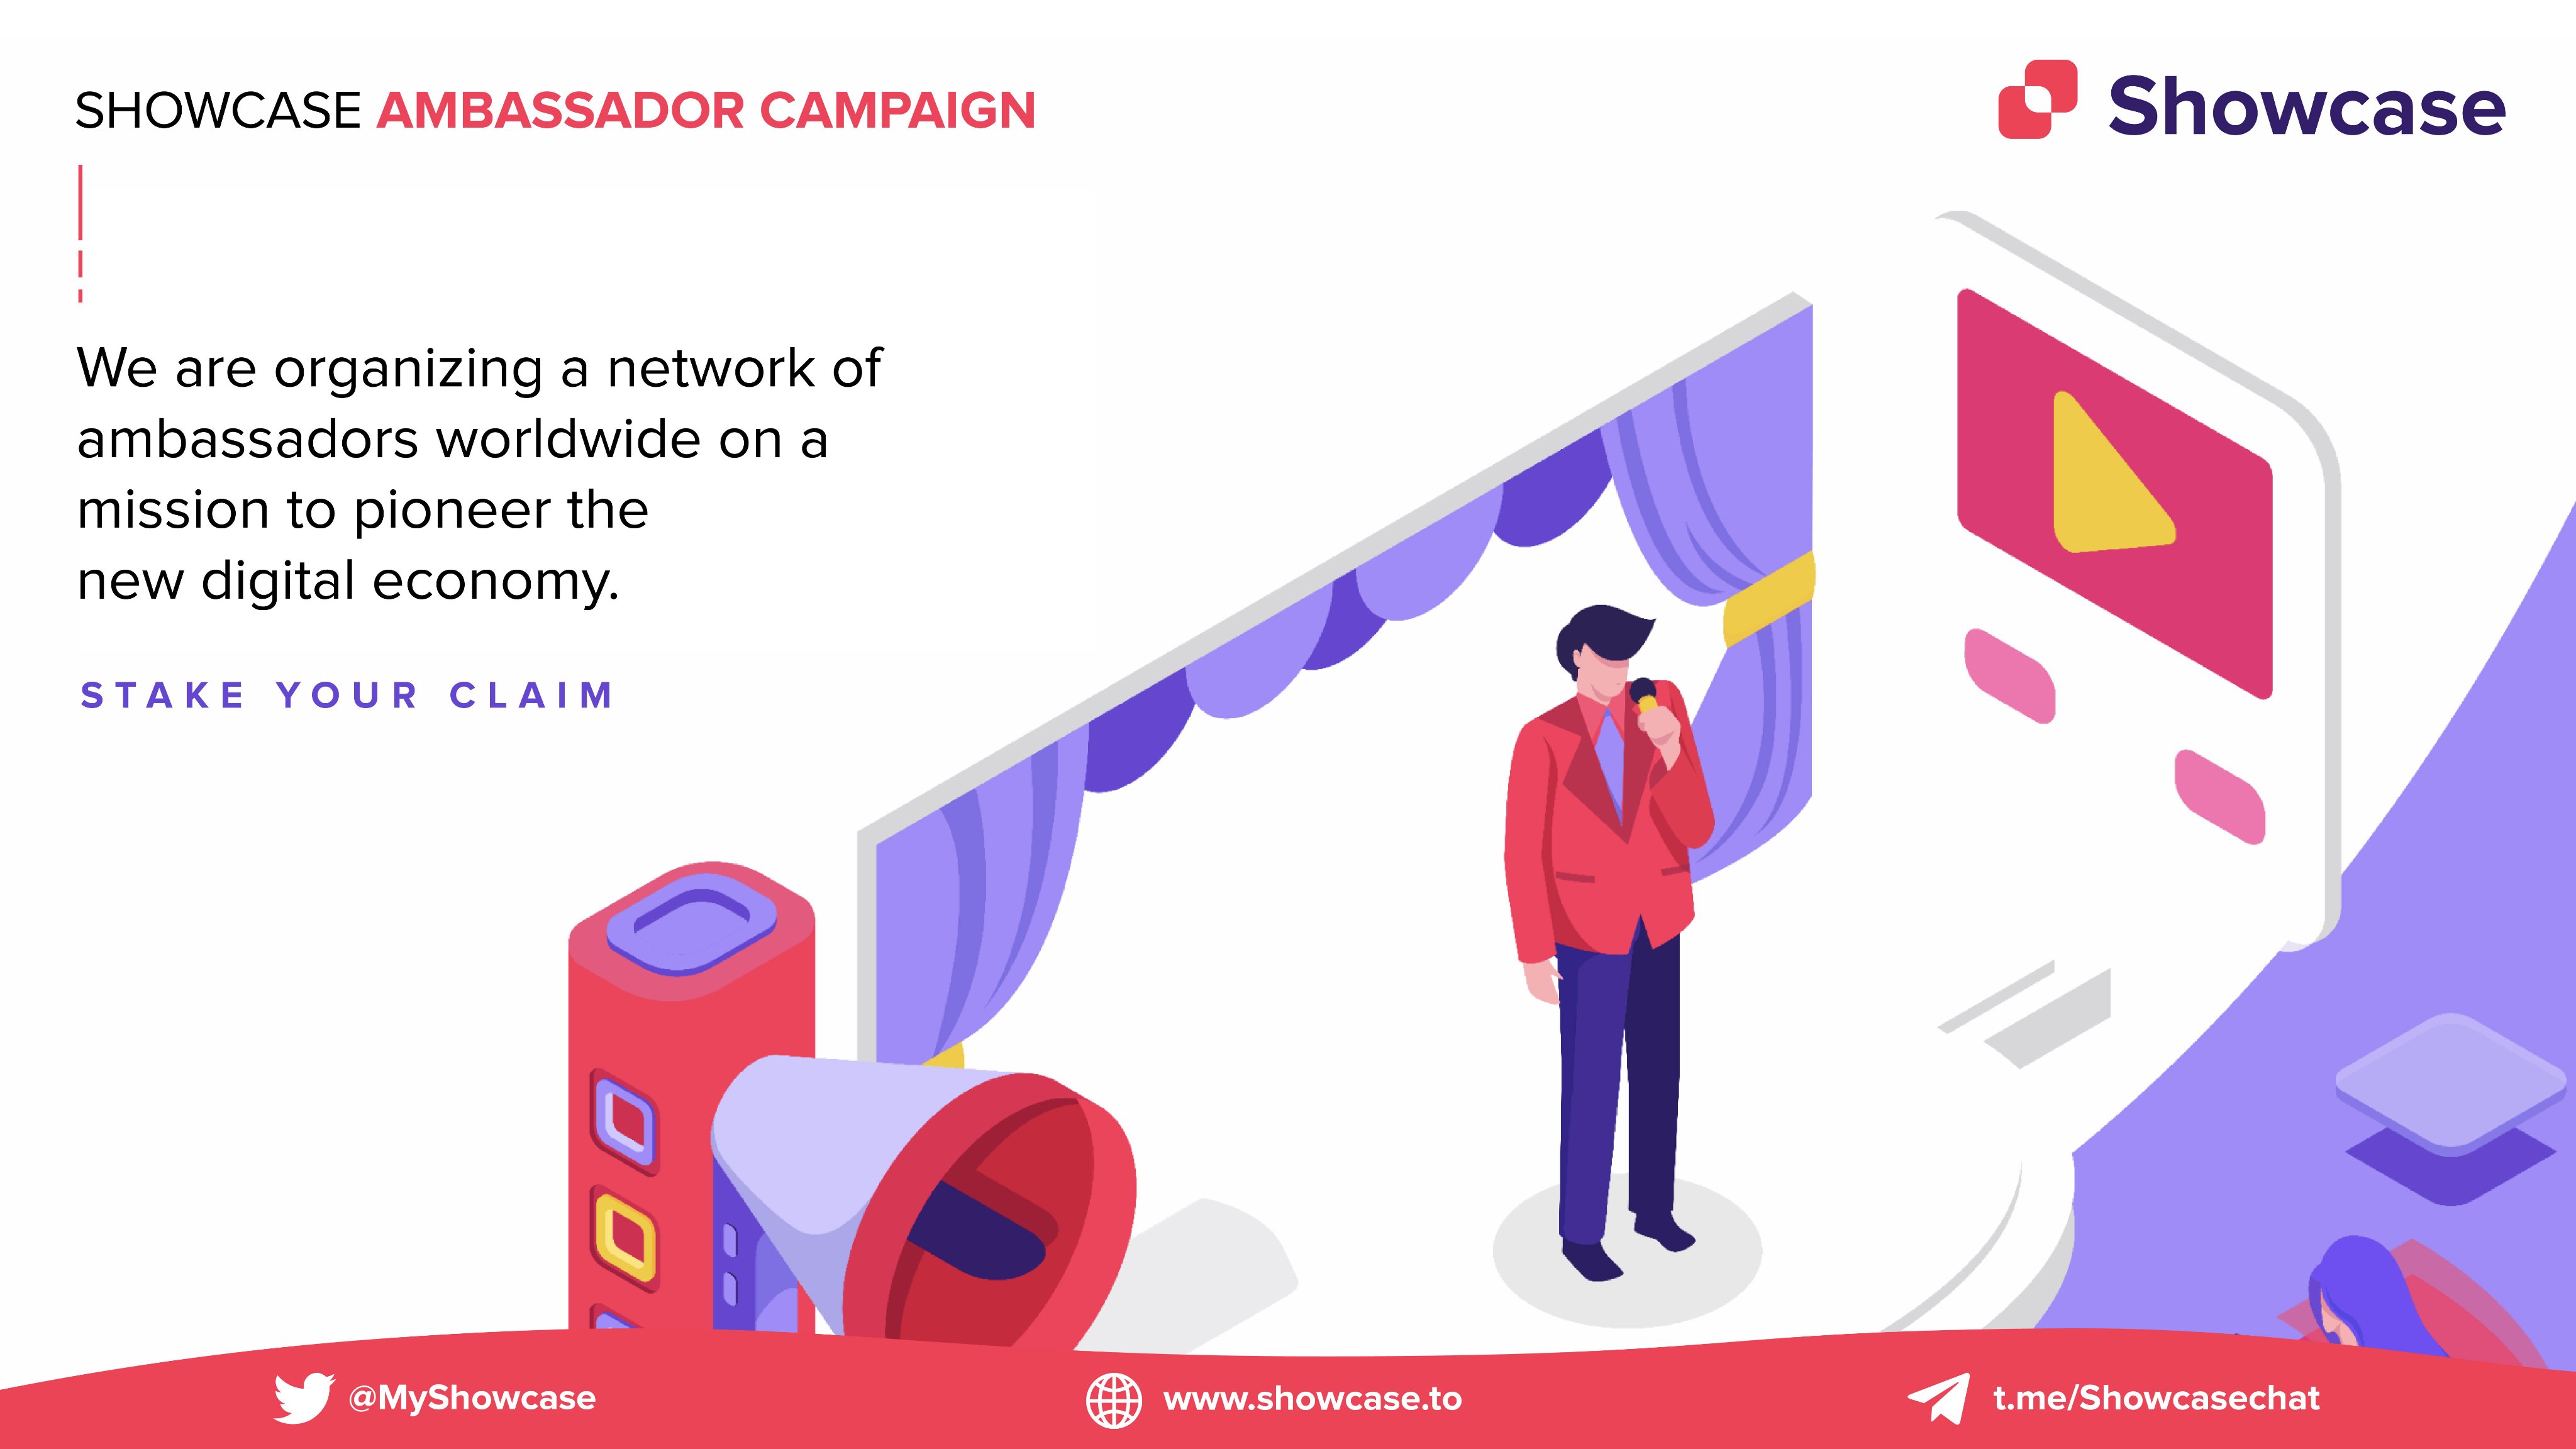 SHOWCASE AMBASSADOR CAMPAIGN
Showcase
We are organizing a network of
ambassadors worldwide on a
mission to pioneer the
new digital economy.
STAKE YOUR CLAIM
@MyShowcase
www.showcase.to
t.me/Showcasechat